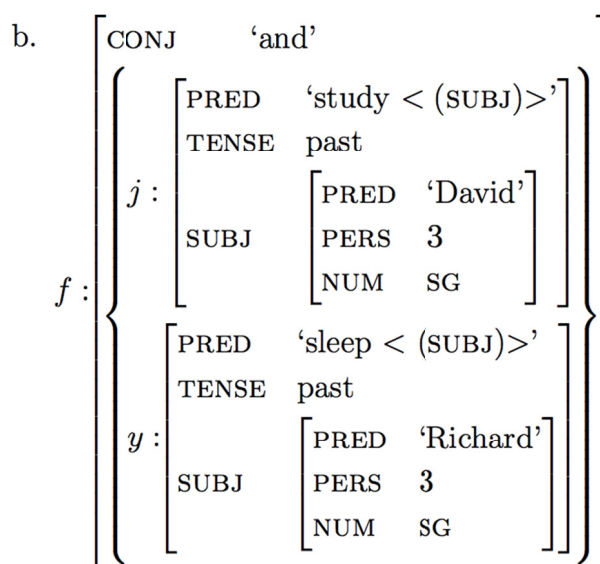 b.
CONJ ‘and’
PRED ‘study < (SUBJ)>’
TENSE past
j :
PRED ‘David’
SUBJ PERS 3
NUM SG
f :
PRED ‘sleep < (SUBJ)>’
TENSE past
y :
PRED ‘Richard’
SUBJ PERS 3
NUM SG